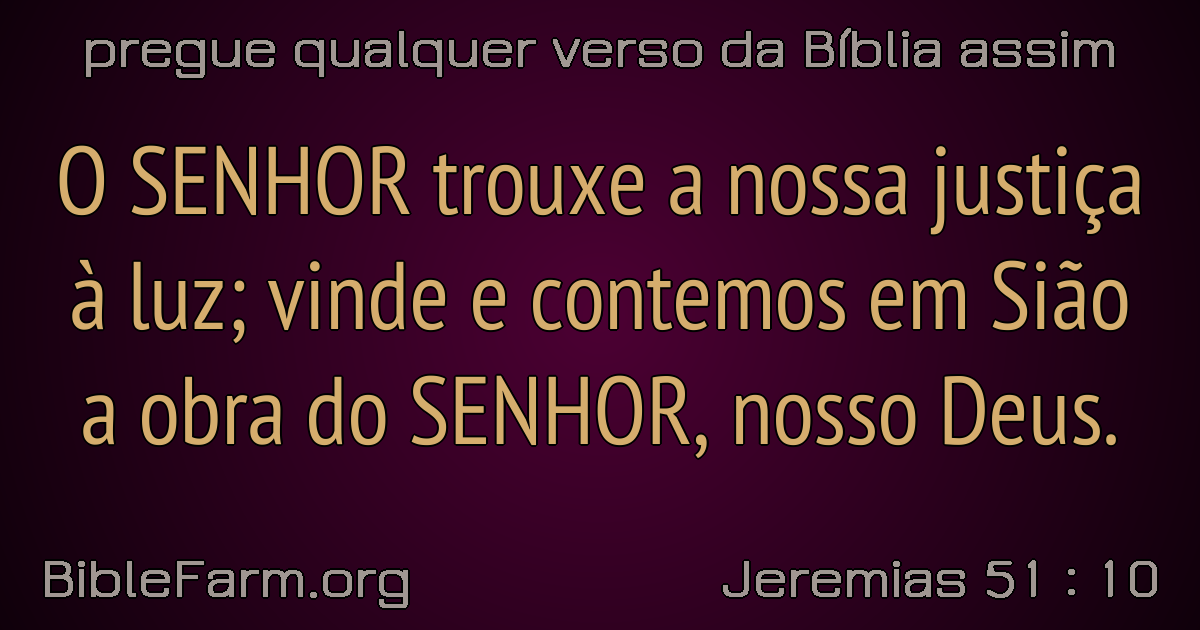 pregue qualquer verso da Bíblia assim
O SENHOR trouxe a nossa justiça
à luz; vinde e contemos em Sião
a obra do SENHOR, nosso Deus.
BibleFarm.org
Jeremias 51 : 10